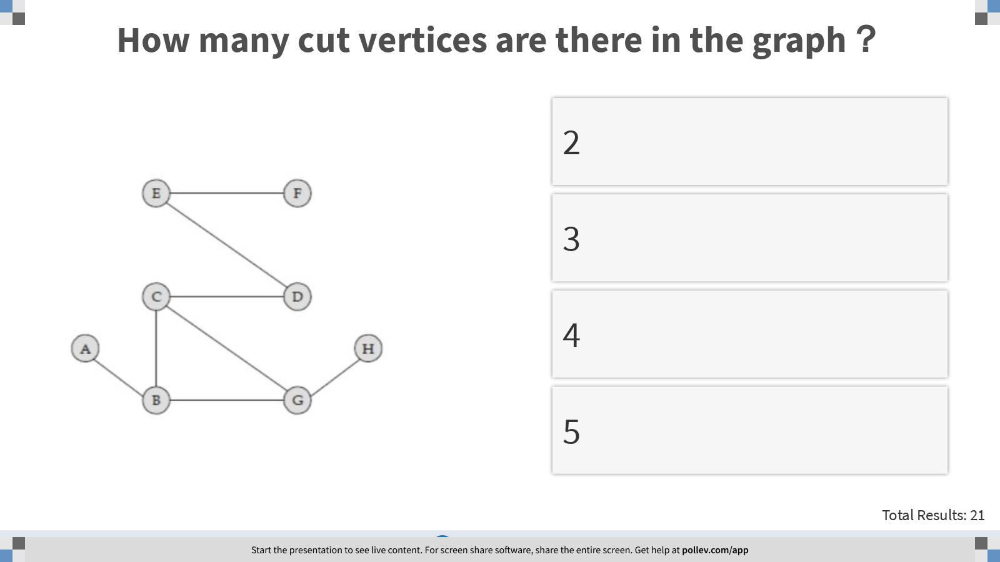 How many cut vertices are there in the graph？
2
3
4
5
E
F
C
D
A
H
B
G
Total Results: 21
Start the presentation to see live content. For screen share software, share the entire screen. Get help at pollev.com/app